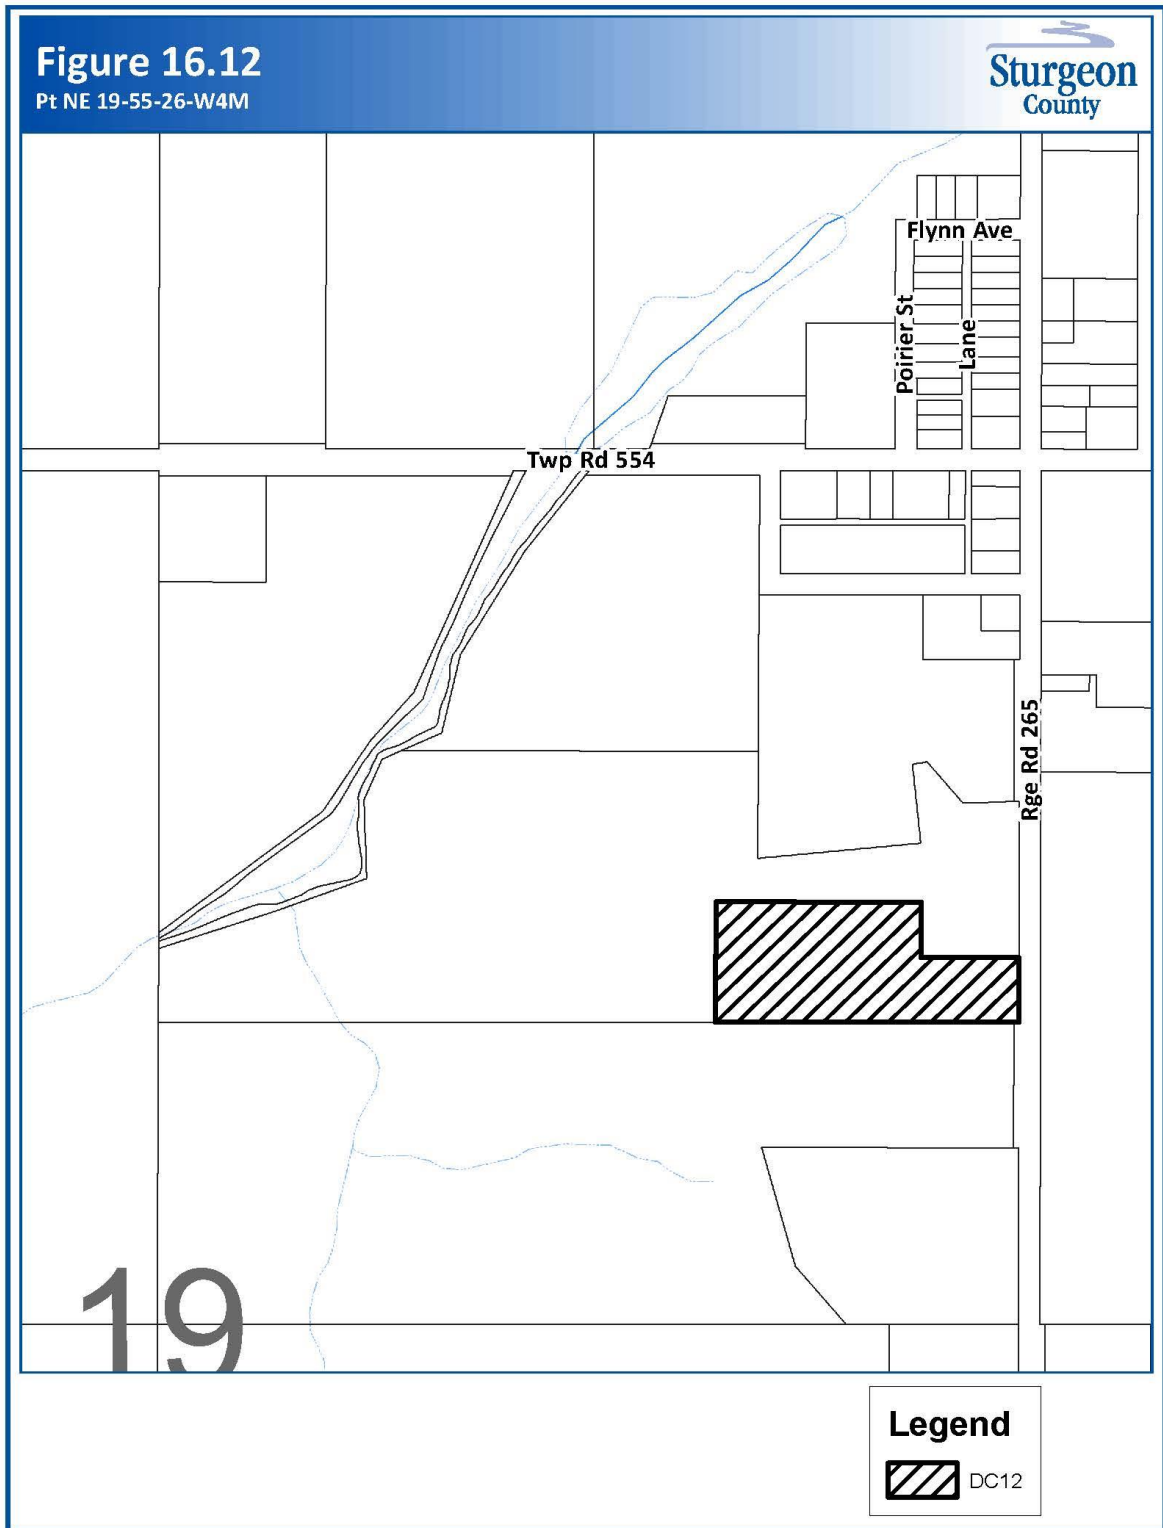 Figure 16.12
Pt NE 19-55-26-W4M
Sturgeon
County
Flynn Ave
Poirier St
Lane
Twp Rd 554
Rge Rd 265
19
Legend
DC12